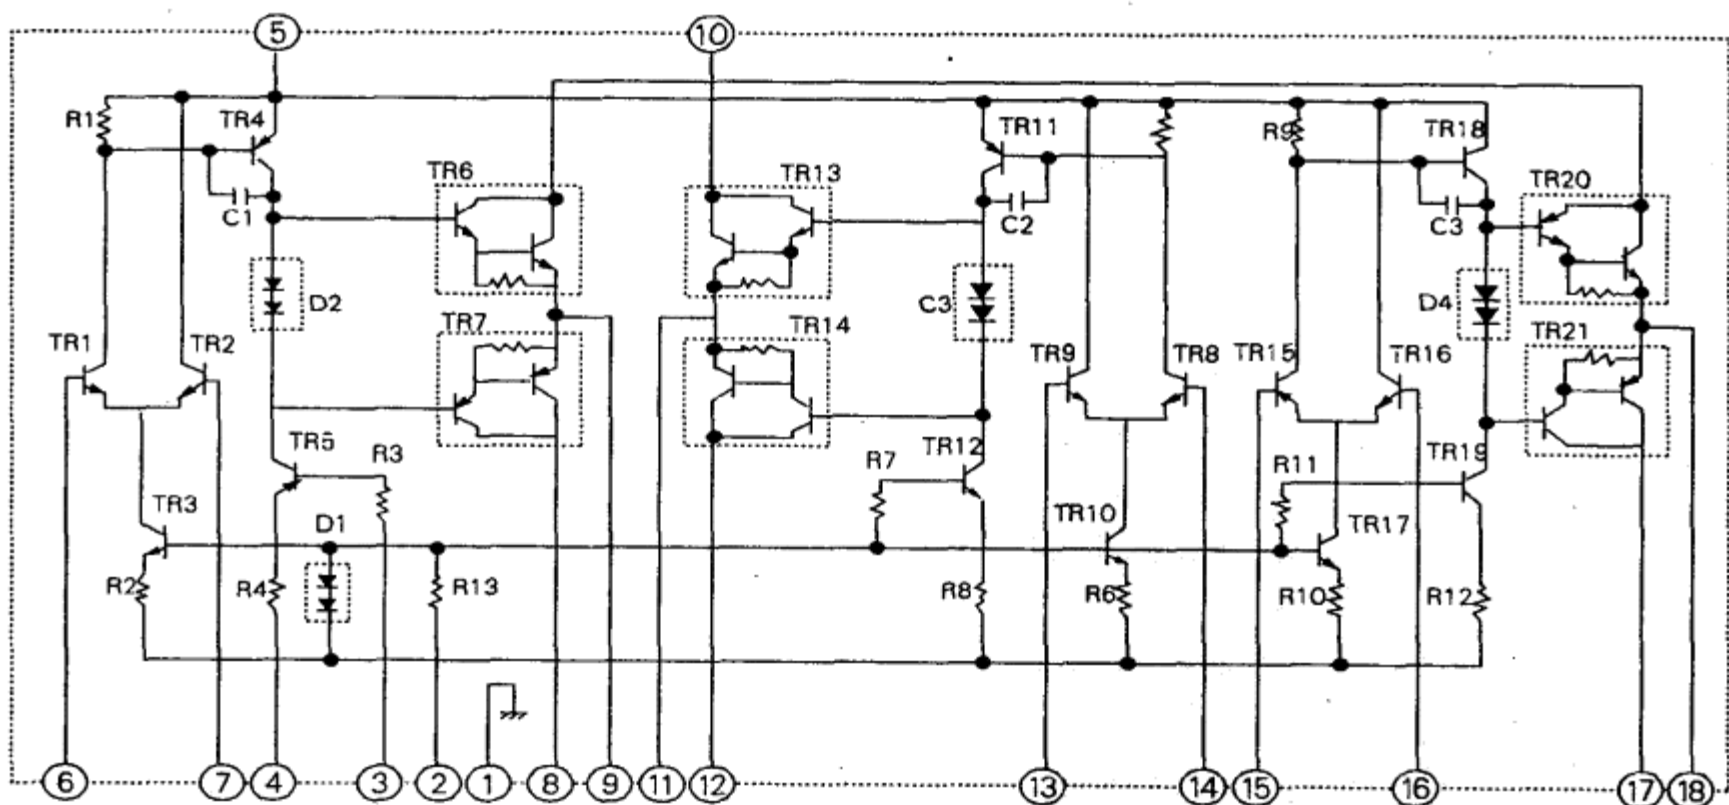 5 10
R1 TR4 TR11 R9 TR18
TR6 TR13 TR20
C1 C2 C3
D2 C3 D4
TR7 TR14 TR21
TR1 TR2 TR9 TR8 TR15 TR16
TR5 R3 R7 TR12 R11 TR19
TR3 D1 TR10 TR17
R2 R4 R13 R8 R6 R10 R12
6 7 4 3 2 1 8 9 11 12 13 14 15 16 17 18